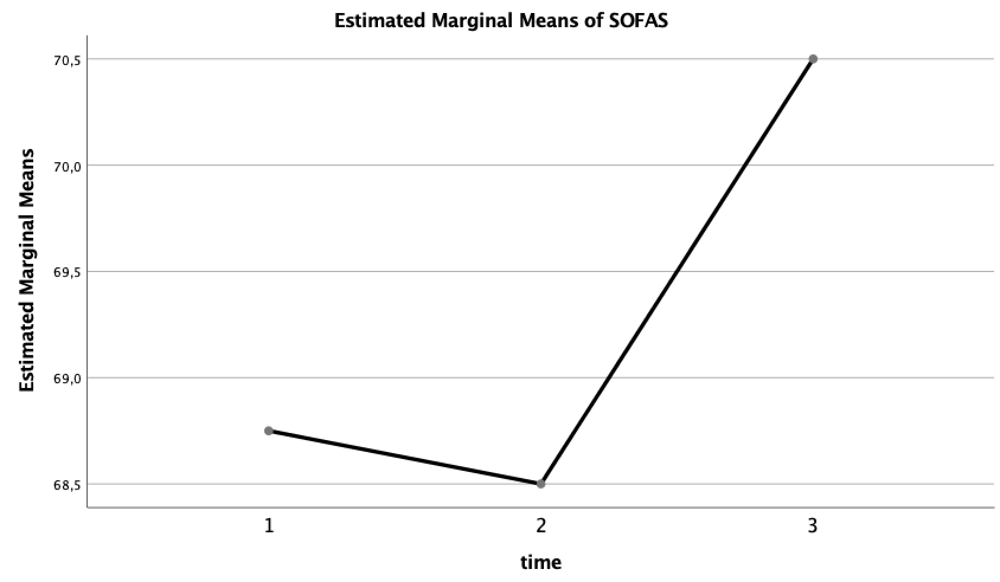 Estimated Marginal Means of SOFAS
Estimated Marginal Means
70,5
70,0
69,5
69,0
68,5
1 2 3
time